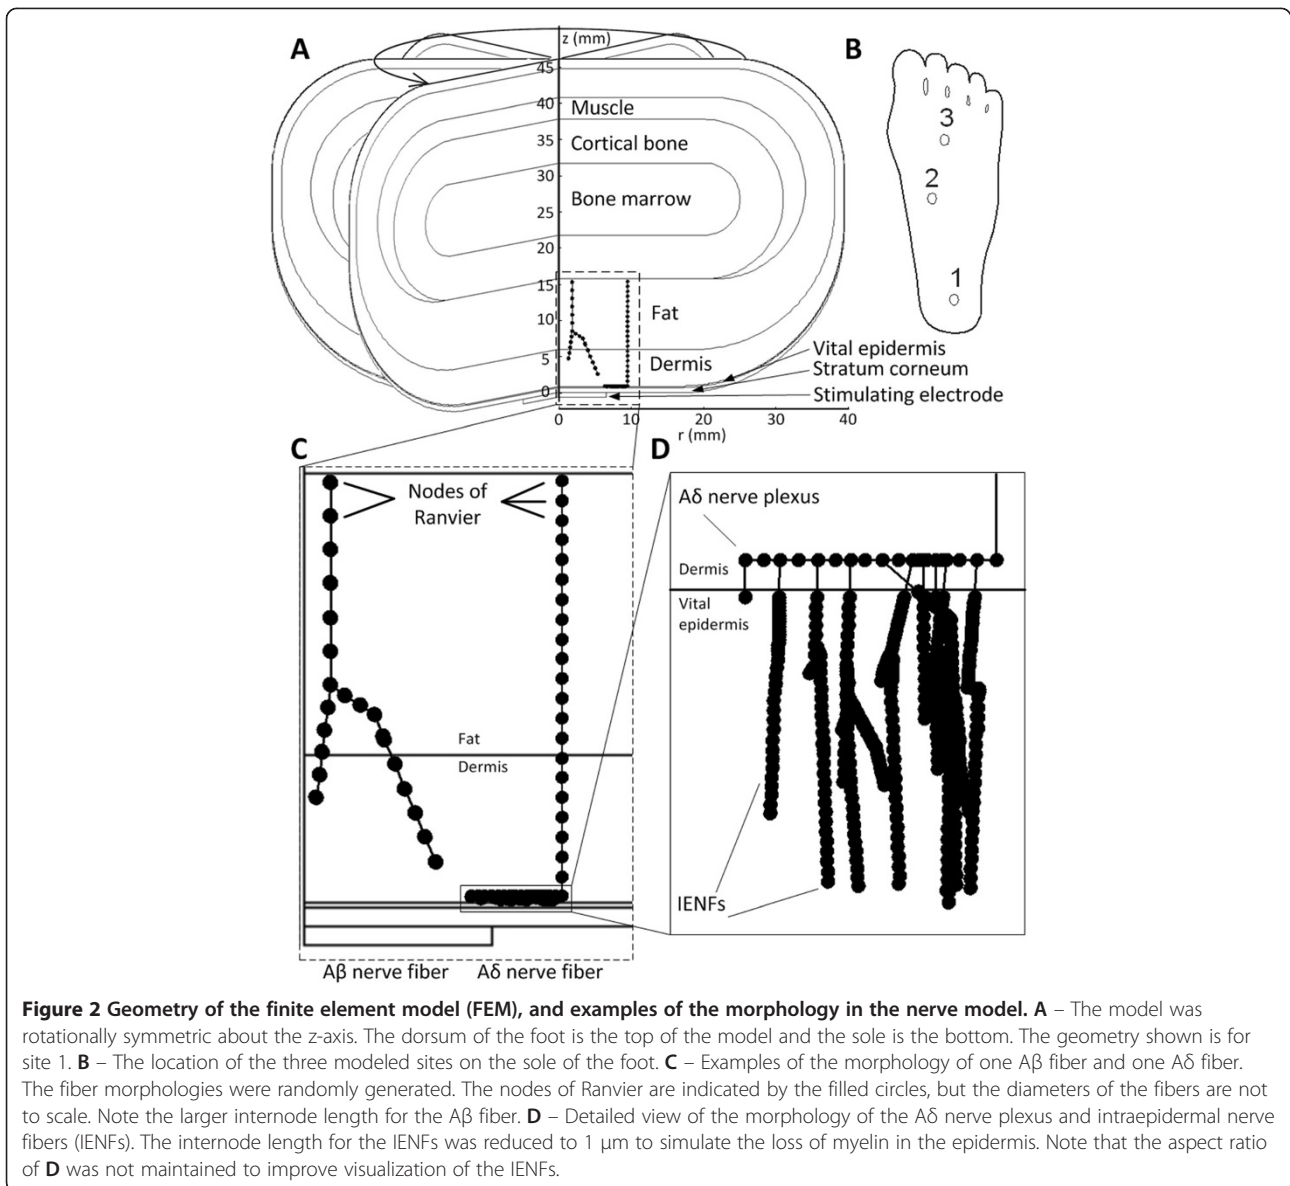 A
z (mm)
45
40
35
30
25
20
15
10
5
0
Muscle
Cortical bone
Bone marrow
Fat
Dermis
Vital epidermis
Stratum corneum
Stimulating electrode
0 10 20 30 40
r (mm)
B
3
2
1
C
Nodes of
Ranvier
Fat
Dermis
Aβ nerve fiber Aδ nerve fiber
D
Aδ nerve plexus
Dermis
Vital
epidermis
IENFs
Figure 2 Geometry of the finite element model (FEM), and examples of the morphology in the nerve model. A – The model was
rotationally symmetric about the z-axis. The dorsum of the foot is the top of the model and the sole is the bottom. The geometry shown is for
site 1. B – The location of the three modeled sites on the sole of the foot. C – Examples of the morphology of one Aβ fiber and one Aδ fiber.
The fiber morphologies were randomly generated. The nodes of Ranvier are indicated by the filled circles, but the diameters of the fibers are not
to scale. Note the larger internode length for the Aβ fiber. D – Detailed view of the morphology of the Aδ nerve plexus and intraepidermal nerve
fibers (IENFs). The internode length for the IENFs was reduced to 1 μm to simulate the loss of myelin in the epidermis. Note that the aspect ratio
of D was not maintained to improve visualization of the IENFs.